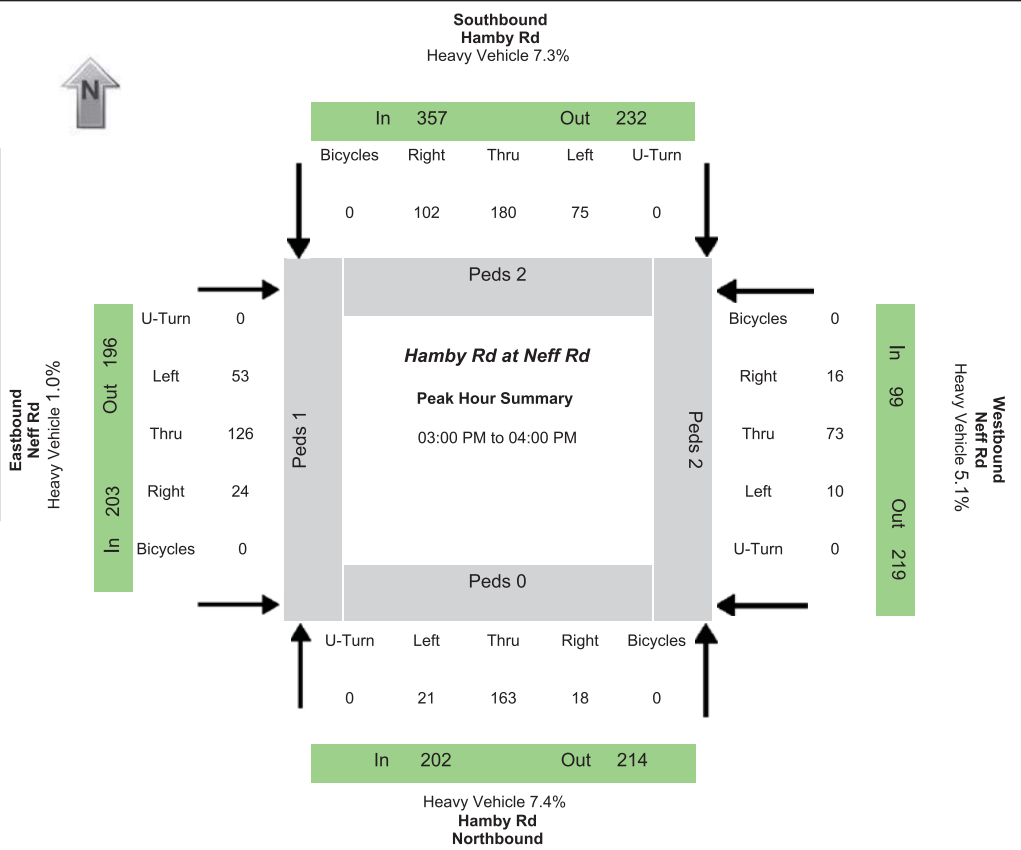 Southbound
Hamby Rd
Heavy Vehicle 7.3%
N
In 357 Out 232
Bicycles Right Thru Left U-Turn
0 102 180 75 0
Peds 2
Eastbound
Neff Rd
Heavy Vehicle 1.0%
In 203 Out 196
U-Turn 0
Left 53
Thru 126
Right 24
Bicycles 0
Peds 1
Hamby Rd at Neff Rd
Peak Hour Summary
03:00 PM to 04:00 PM
Peds 2
Bicycles 0
Right 16
Thru 73
Left 10
U-Turn 0
In 99 Out 219
Westbound
Neff Rd
Heavy Vehicle 5.1%
Peds 0
U-Turn Left Thru Right Bicycles
0 21 163 18 0
In 202 Out 214
Heavy Vehicle 7.4%
Hamby Rd
Northbound